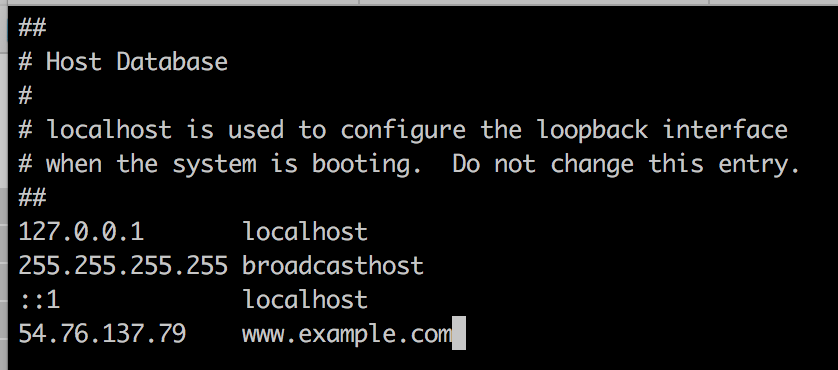 ##
# Host Database
#
# localhost is used to configure the loopback interface
# when the system is booting.  Do not change this entry.
##
127.0.0.1       localhost
255.255.255.255 broadcasthost
::1             localhost
54.76.137.79    www.example.com